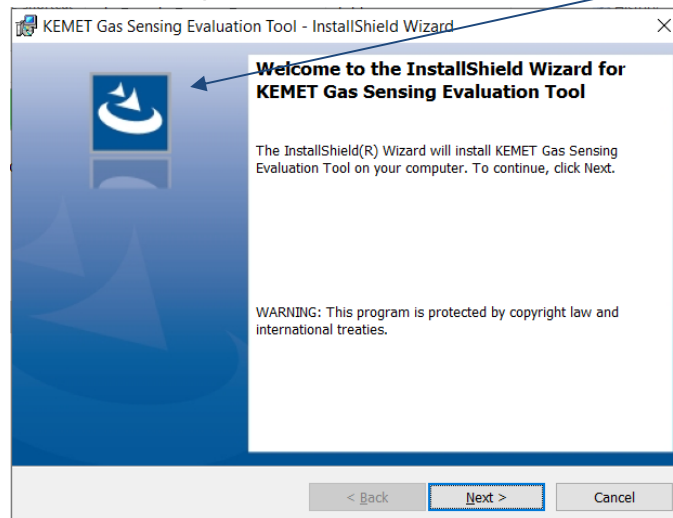 KEMET Gas Sensing Evaluation Tool - InstallShield Wizard
Welcome to the InstallShield Wizard for
KEMET Gas Sensing Evaluation Tool
The InstallShield(R) Wizard will install KEMET Gas Sensing
Evaluation Tool on your computer. To continue, click Next.
WARNING: This program is protected by copyright law and
international treaties.
< Back Next > Cancel